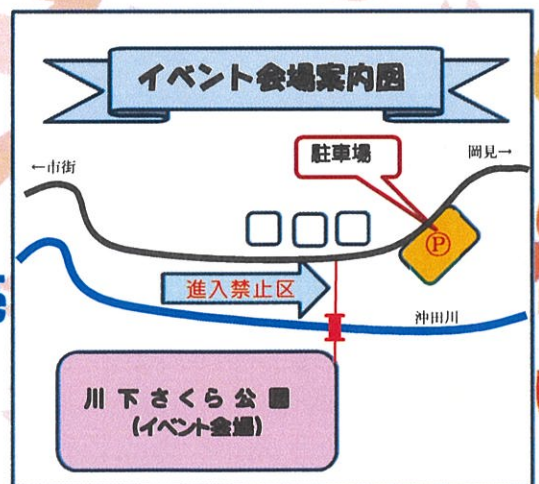 イベント会場案内図
駐車場
←市街
岡見→
Ⓟ
進入禁止区
沖田川
川下さくら公園
(イベント会場)